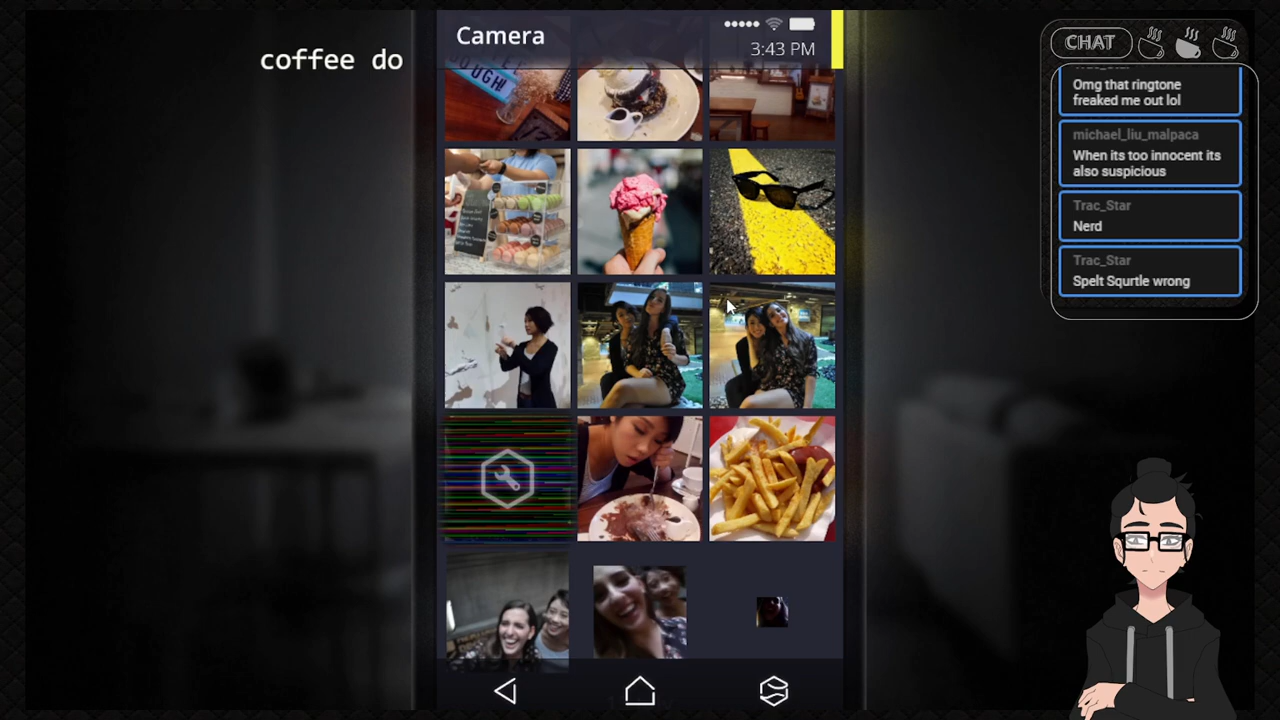 coffee do
Camera
3:43 PM
OUGH!
CHAT
Omg that ringtone
freaked me out lol
michael_liu_malpaca
When its too innocent its
also suspicious
Trac_Star
Nerd
Trac_Star
Spelt Squrtle wrong